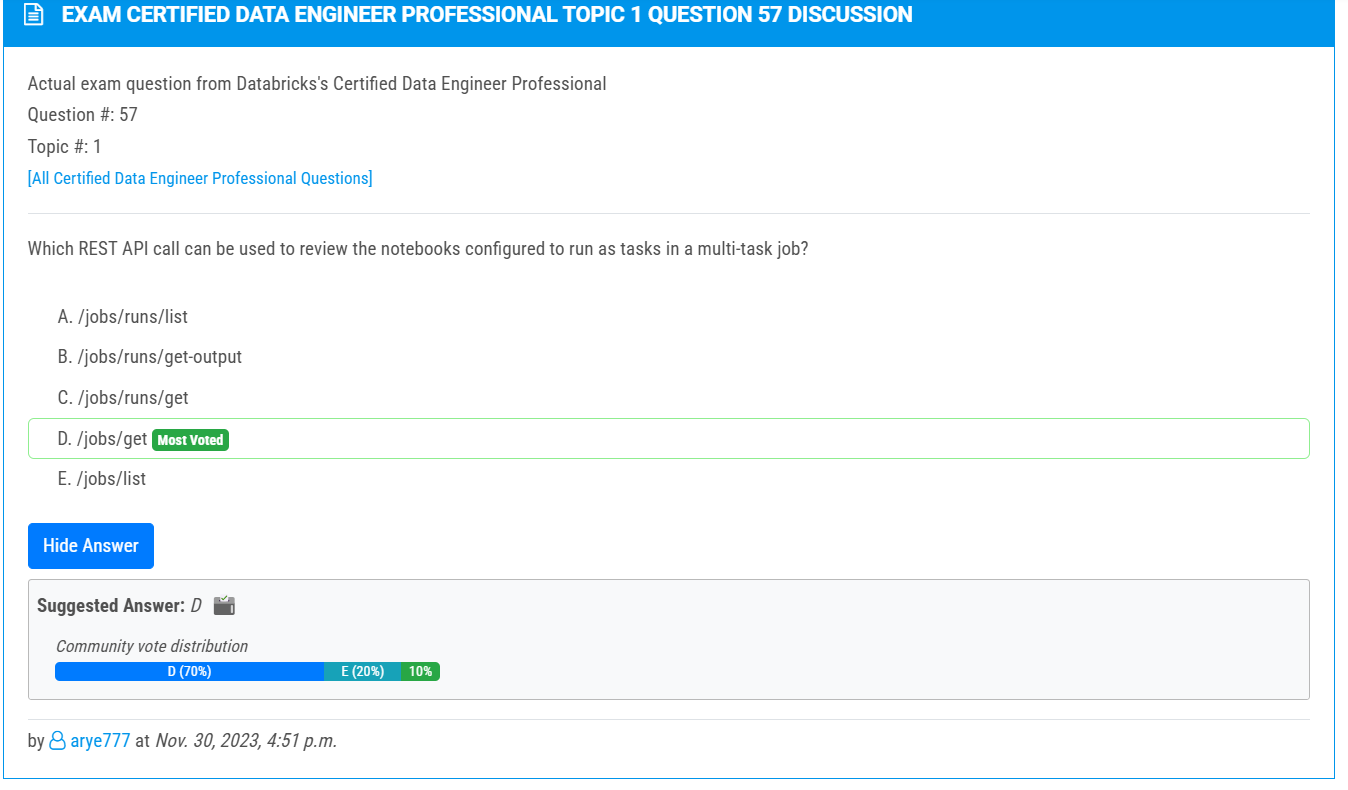 EXAM CERTIFIED DATA ENGINEER PROFESSIONAL TOPIC 1 QUESTION 57 DISCUSSION
Actual exam question from Databricks's Certified Data Engineer Professional
Question #: 57
Topic #: 1
[All Certified Data Engineer Professional Questions]
Which REST API call can be used to review the notebooks configured to run as tasks in a multi-task job?
A. /jobs/runs/list
B. /jobs/runs/get-output
C. /jobs/runs/get
D. /jobs/get Most Voted
E. /jobs/list
Hide Answer
Suggested Answer: D
Community vote distribution
D (70%) E (20%) 10%
by arye777 at Nov. 30, 2023, 4:51 p.m.